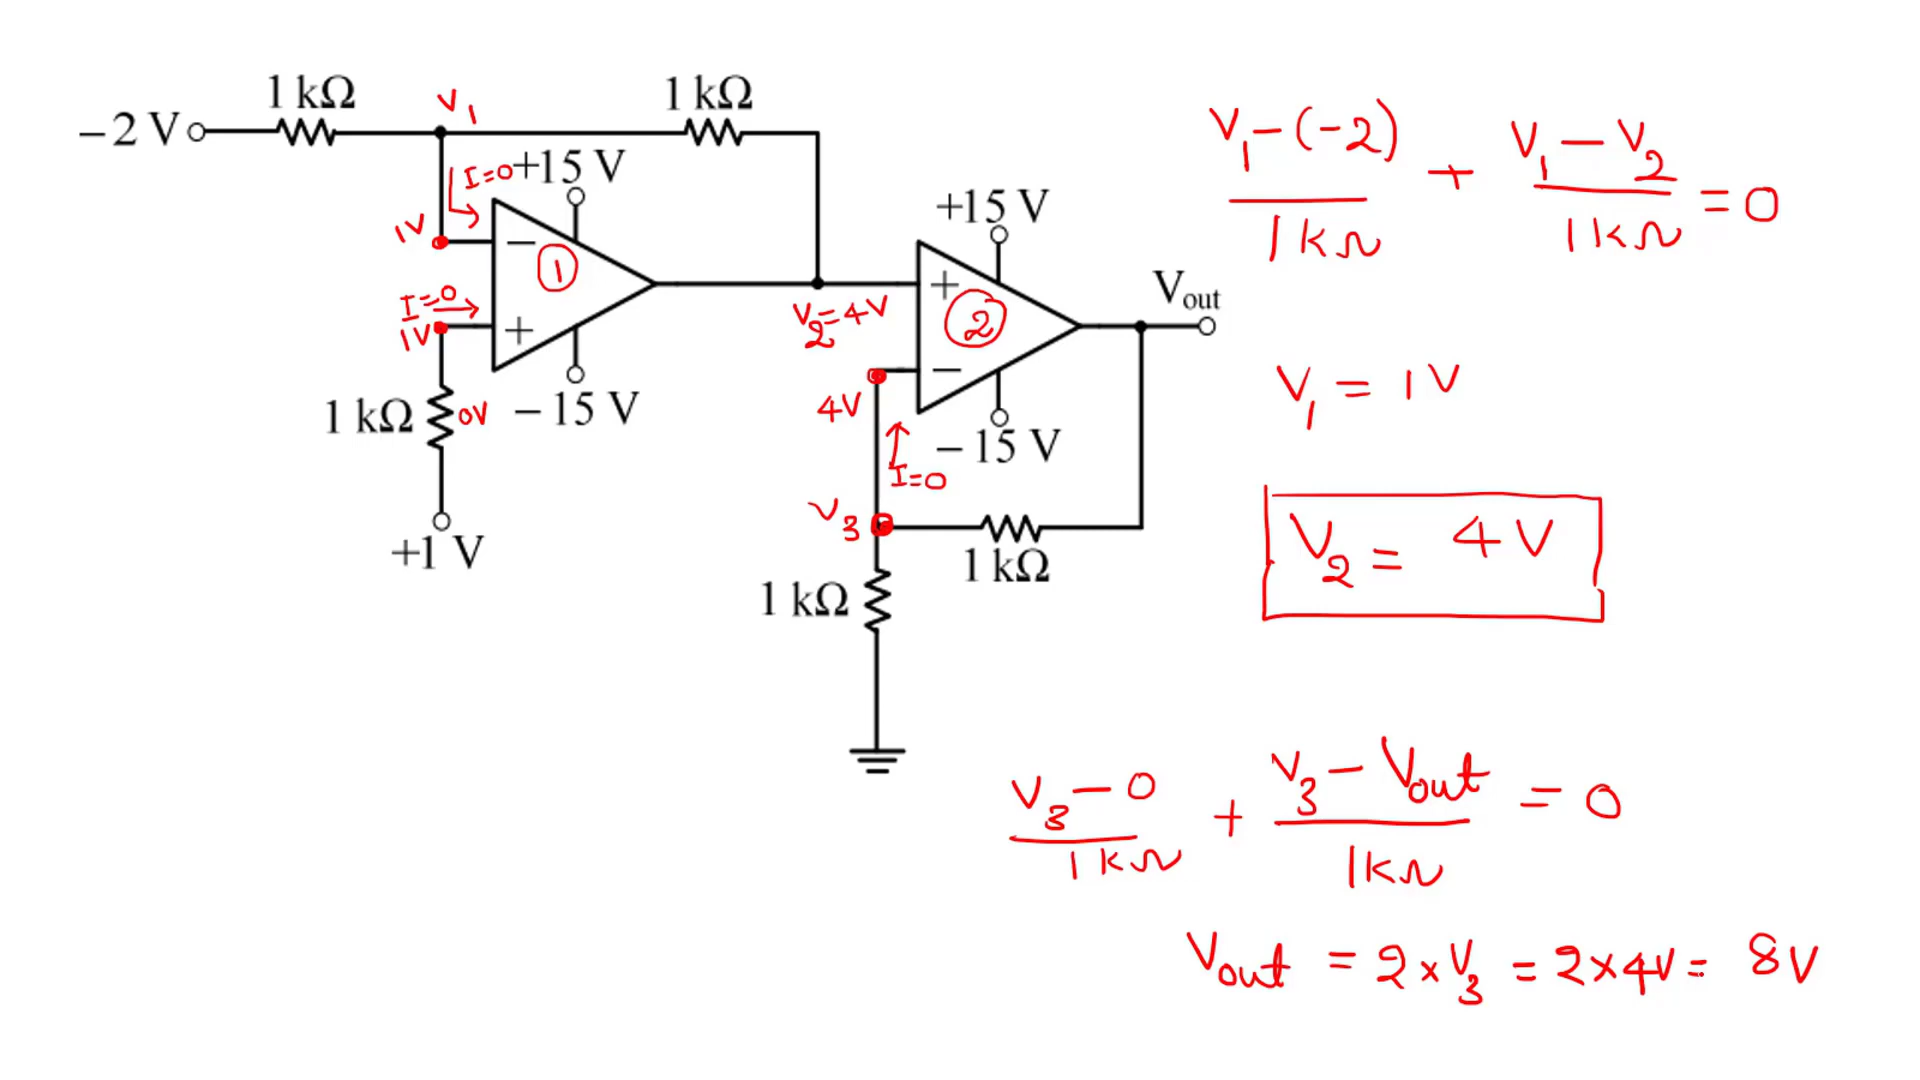 1 kΩ
V₁
1 kΩ
−2 V
I=0
+15 V
1V
−
①
I=0
1V
+
1 kΩ
0V
−15 V
+1 V
+15 V
V₂=4V
+
②
−
4V
−15 V
I=0
Vout
V₃
1 kΩ
1 kΩ
V₁−(−2)/1kΩ + V₁−V₂/1kΩ = 0
V₁ = 1V
V₂ = 4V
V₃−0/1kΩ + V₃−Vout/1kΩ = 0
Vout = 2×V₃ = 2×4V = 8V